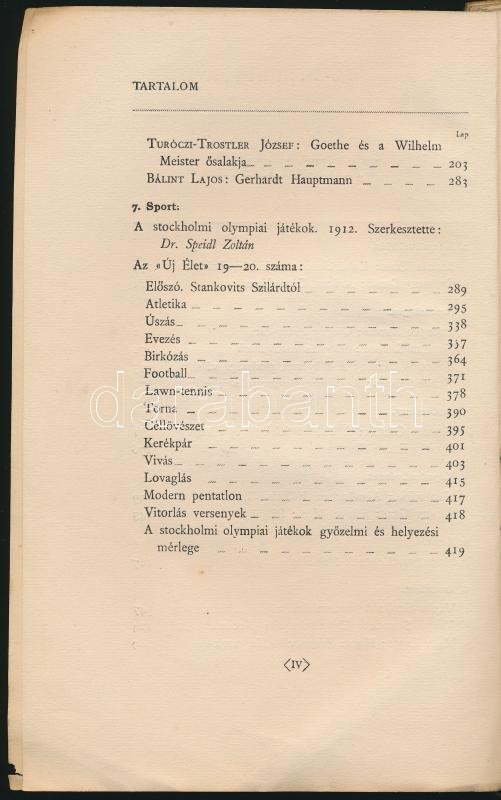 TARTALOM
Lap
Turóczi-Trostler József: Goethe és a Wilhelm
Meister ősalakja 203
Bálint Lajos: Gerhardt Hauptmann 283
7. Sport:
A stockholmi olympiai játékok. 1912. Szerkesztette:
Dr. Speidl Zoltán
Az «Új Élet» 19—20. száma:
Előszó. Stankovits Szilárdtól 289
Atletika 295
Úszás 338
Evezés 357
Birkózás 364
Football 371
Lawn-tennis 378
Torna 390
Céllövészet 395
Kerékpár 401
Vivás 403
Lovaglás 415
Modern pentatlon 417
Vitorlás versenyek 418
A stockholmi olympiai játékok győzelmi és helyezési
mérlege 419
darabanth
〈IV〉